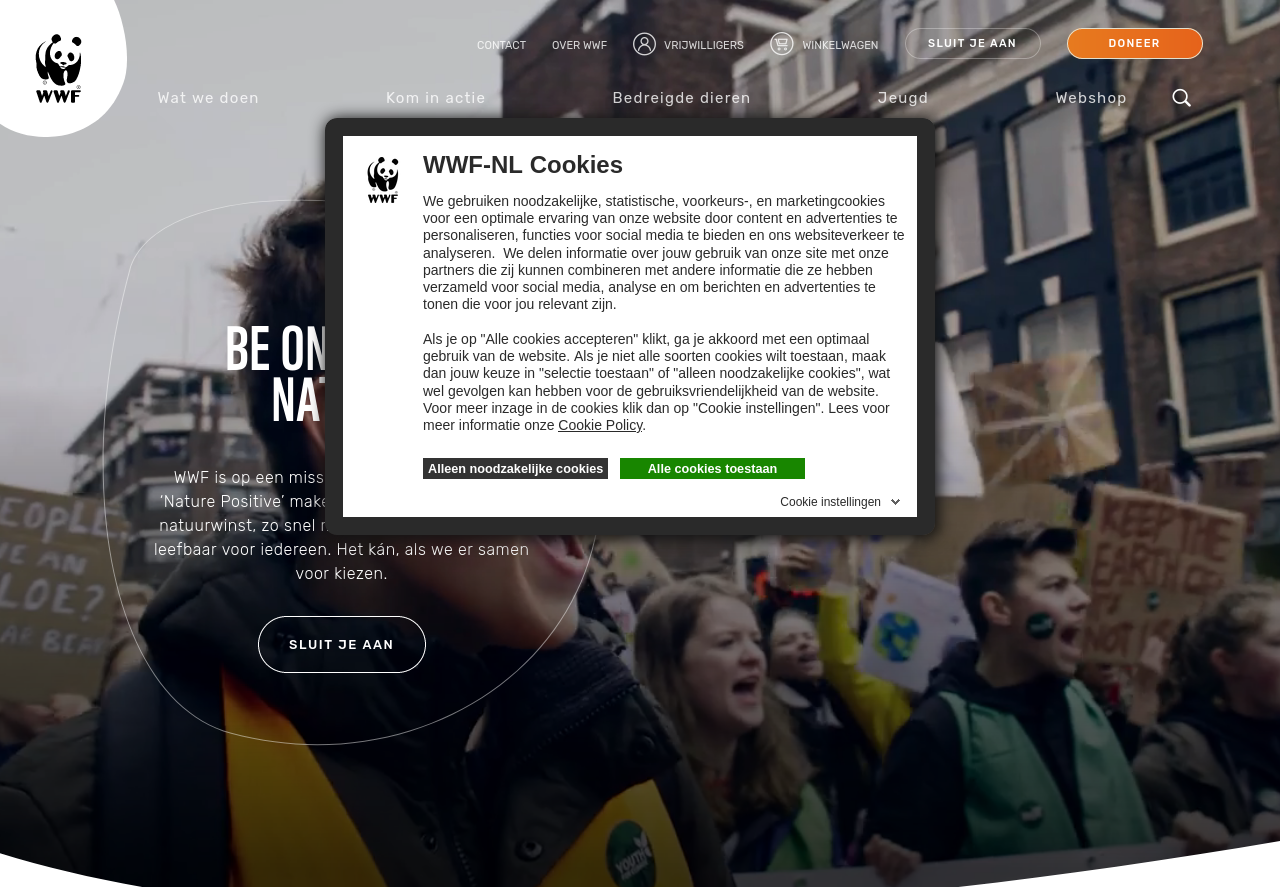 WWF
CONTACT
OVER WWF
VRIJWILLIGERS
WINKELWAGEN
SLUIT JE AAN
DONEER
Wat we doen
Kom in actie
Bedreigde dieren
Jeugd
Webshop
WWF
WWF-NL Cookies
We gebruiken noodzakelijke, statistische, voorkeurs-, en marketingcookies
voor een optimale ervaring van onze website door content en advertenties te
personaliseren, functies voor social media te bieden en ons websiteverkeer te
analyseren.  We delen informatie over jouw gebruik van onze site met onze
partners die zij kunnen combineren met andere informatie die ze hebben
verzameld voor social media, analyse en om berichten en advertenties te
tonen die voor jou relevant zijn.
Als je op "Alle cookies accepteren" klikt, ga je akkoord met een optimaal
gebruik van de website. Als je niet alle soorten cookies wilt toestaan, maak
dan jouw keuze in "selectie toestaan" of "alleen noodzakelijke cookies", wat
wel gevolgen kan hebben voor de gebruiksvriendelijkheid van de website.
Voor meer inzage in de cookies klik dan op "Cookie instellingen". Lees voor
meer informatie onze Cookie Policy.
Alleen noodzakelijke cookies
Alle cookies toestaan
Cookie instellingen
BE ON
NAT
WWF is op een miss
‘Nature Positive’ make
natuurwinst, zo snel
leefbaar voor iedereen. Het kán, als we er samen
voor kiezen.
SLUIT JE AAN
PEOPLE,
AN
LOE?
BEAR
KEEP THE
EARTH
NOT
YOUTH